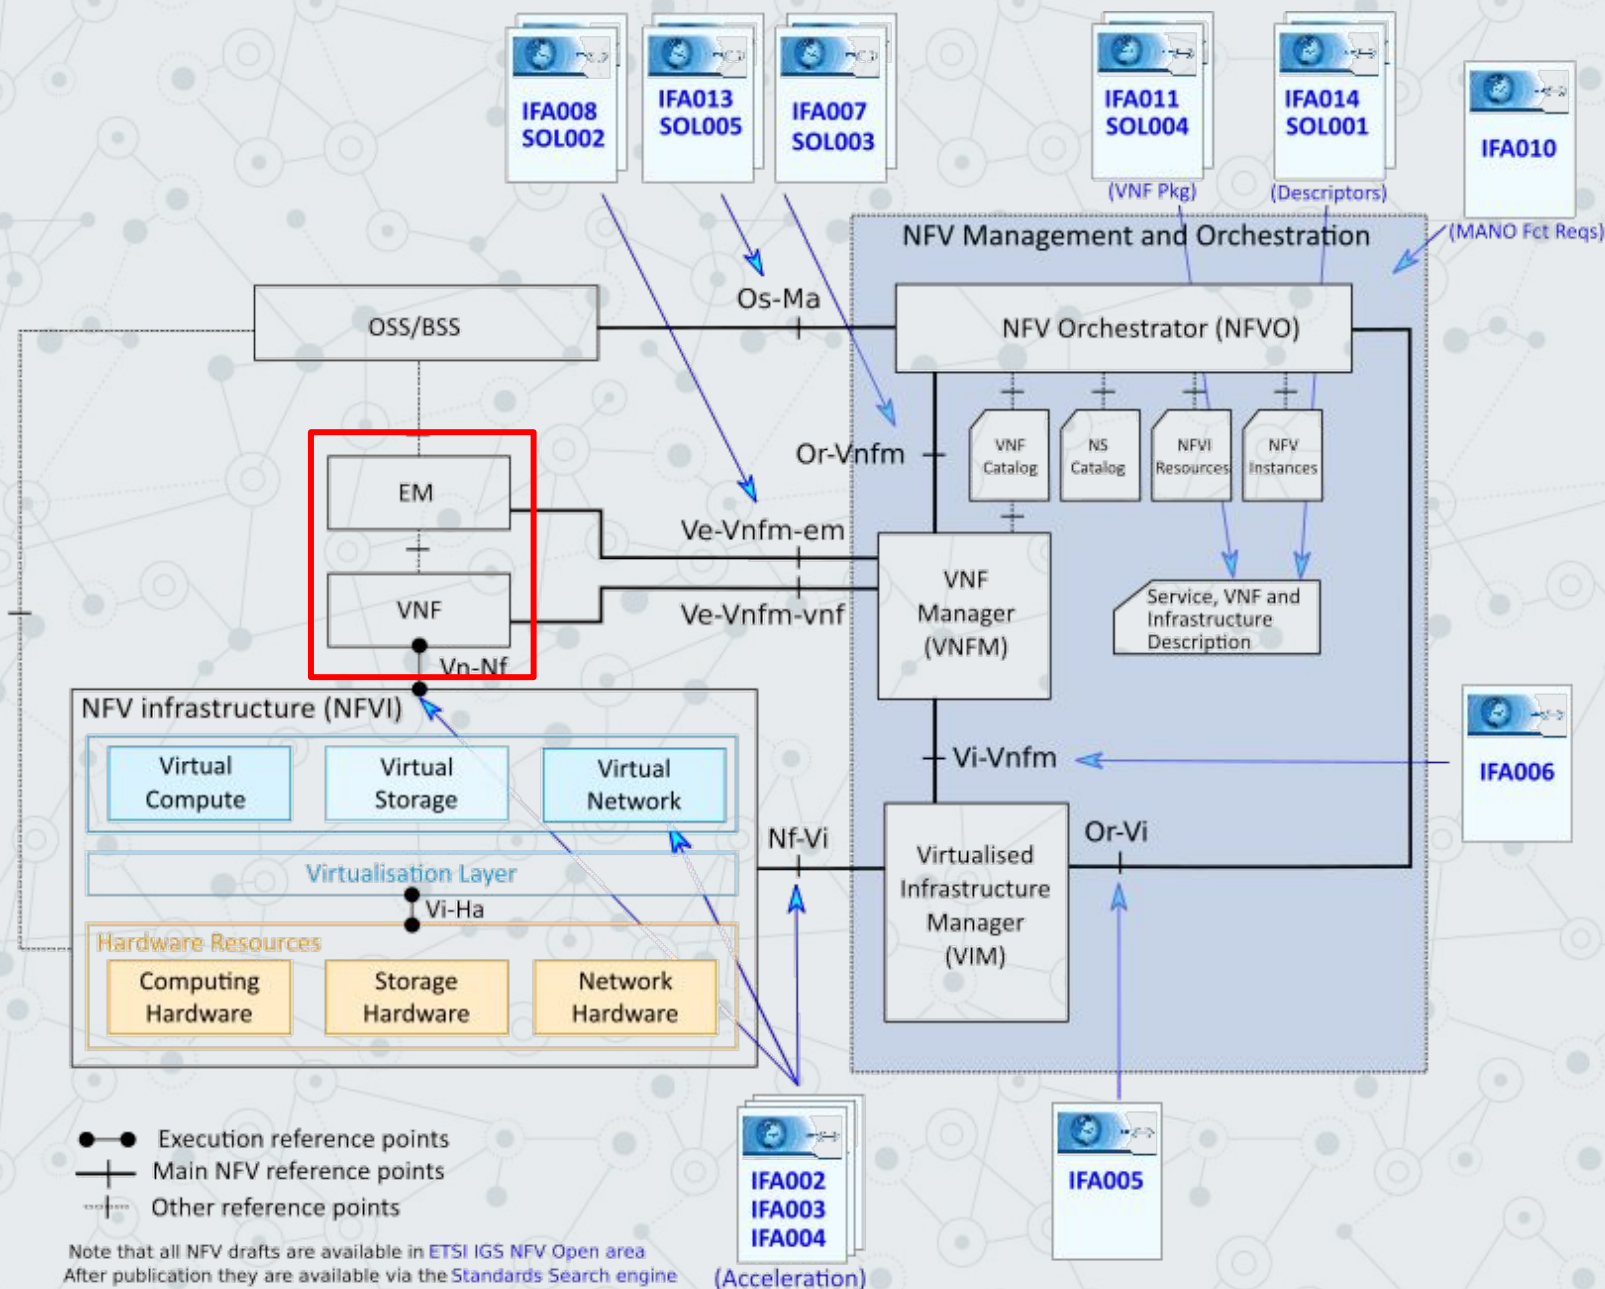 IFA008
SOL002
IFA013
SOL005
IFA007
SOL003
IFA011
SOL004
(VNF Pkg)
IFA014
SOL001
(Descriptors)
IFA010
(MANO Fct Reqs)
NFV Management and Orchestration
Os-Ma
OSS/BSS
NFV Orchestrator (NFVO)
Or-Vnfm
VNF
Catalog
NS
Catalog
NFVI
Resources
NFV
Instances
EM
Ve-Vnfm-em
VNF
Ve-Vnfm-vnf
VNF
Manager
(VNFM)
Service, VNF and
Infrastructure
Description
Vn-Nf
NFV infrastructure (NFVI)
Virtual
Compute
Virtual
Storage
Virtual
Network
Vi-Vnfm
IFA006
Nf-Vi
Or-Vi
Virtualised
Infrastructure
Manager
(VIM)
Virtualisation Layer
Vi-Ha
Hardware Resources
Computing
Hardware
Storage
Hardware
Network
Hardware
Execution reference points
Main NFV reference points
Other reference points
IFA002
IFA003
IFA004
(Acceleration)
IFA005
Note that all NFV drafts are available in ETSI IGS NFV Open area
After publication they are available via the Standards Search engine